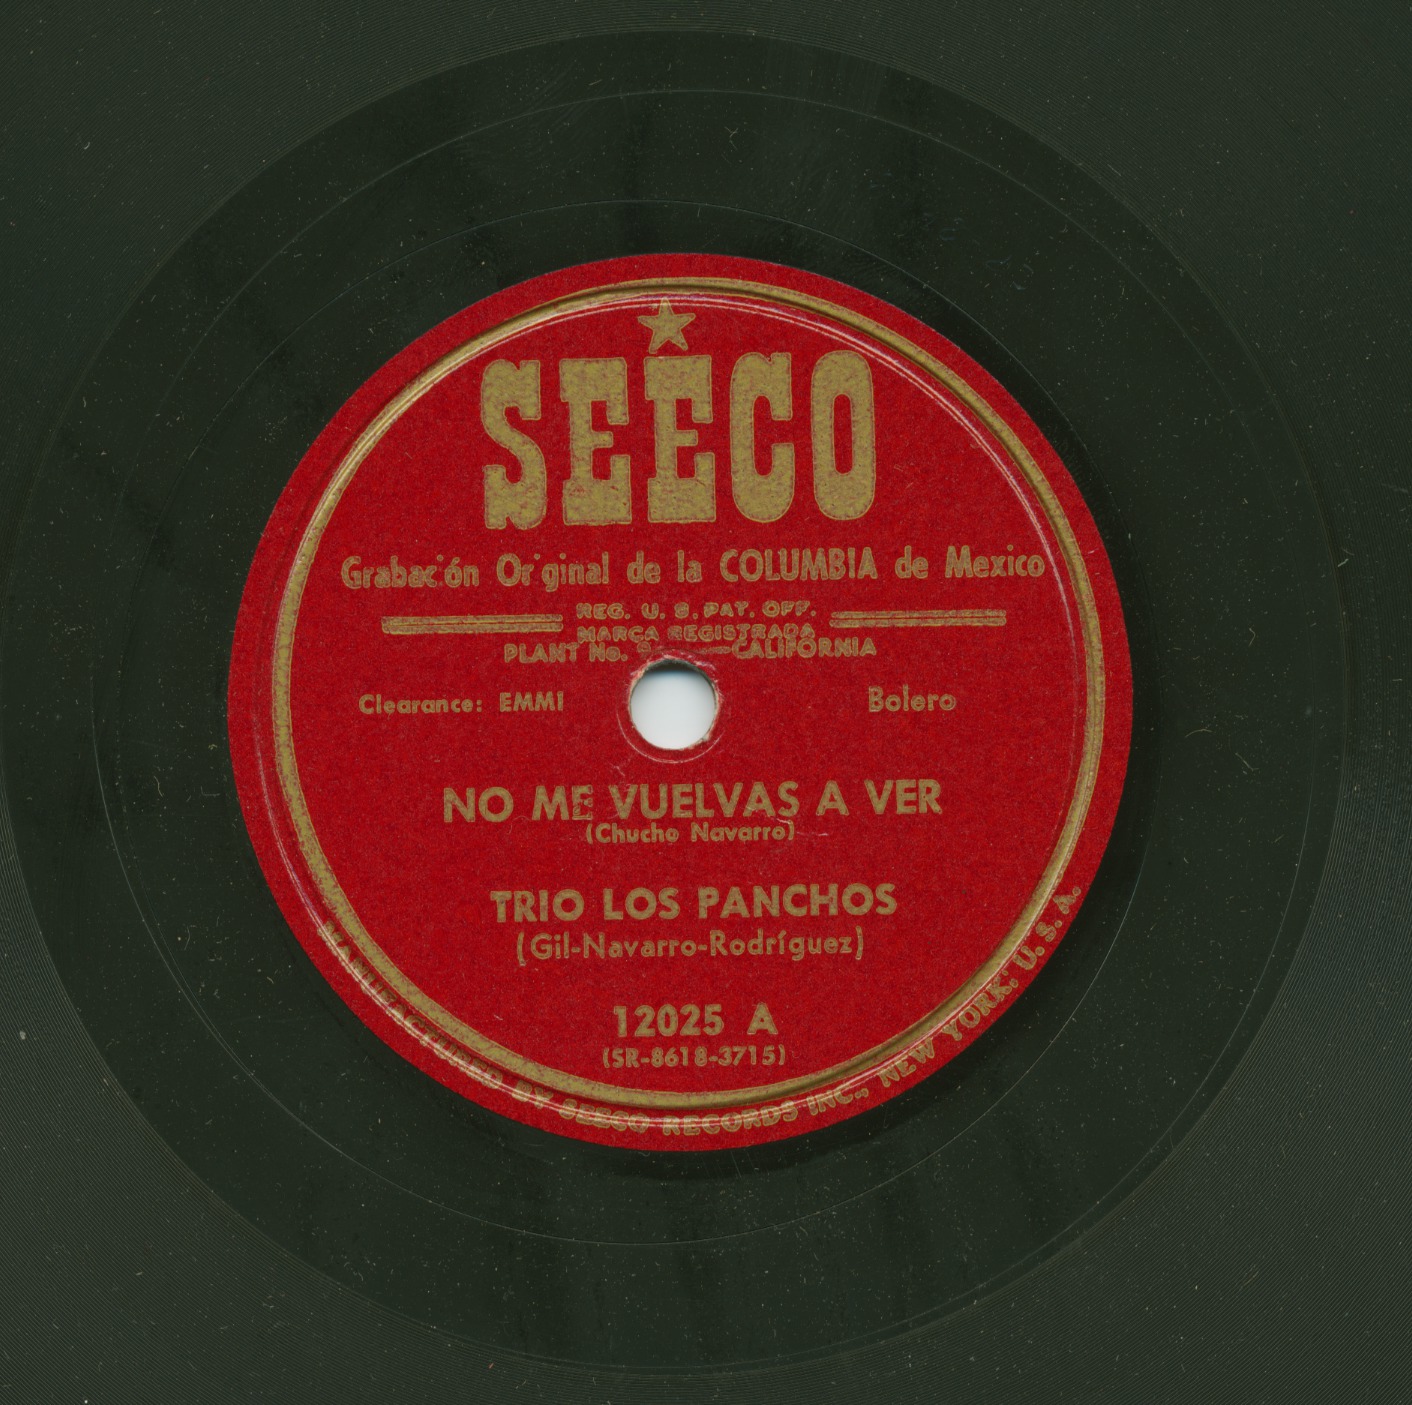 SEECO
Grabación Original de la COLUMBIA de Mexico
REG. U. S. PAT. OFF.
MARCA REGISTRADA
PLANT No. CALIFORNIA
Clearance: EMMI Bolero
NO ME VUELVAS A VER
(Chucho Navarro)
TRIO LOS PANCHOS
(Gil-Navarro-Rodríguez)
12025 A
(SR-8618-3715)
MANUFACTURED BY SEECO RECORDS INC., NEW YORK, U. S. A.